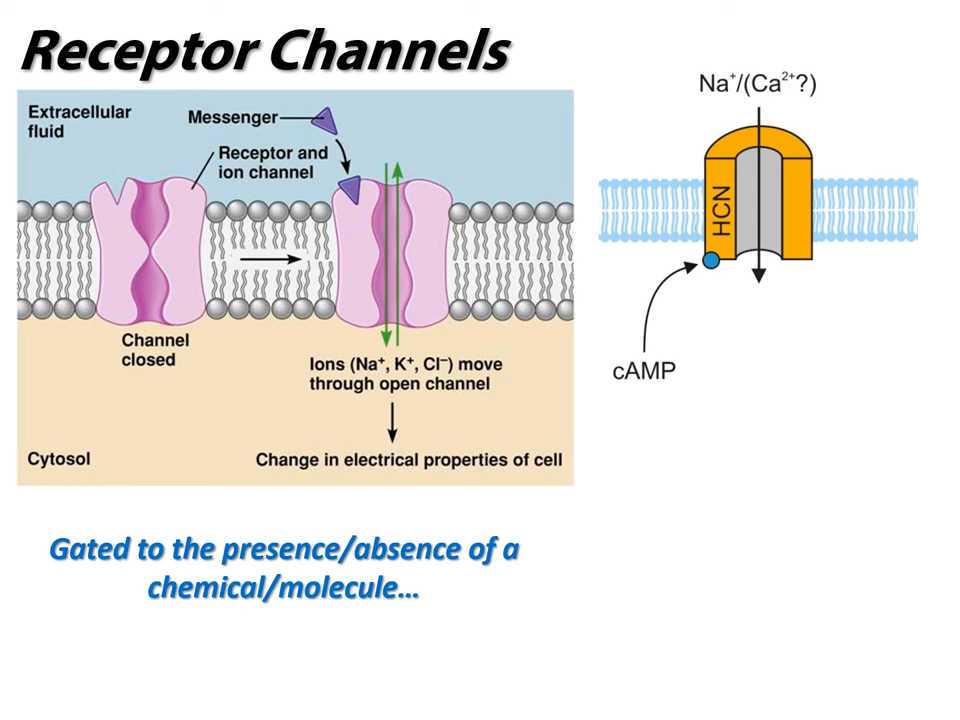 Receptor Channels
Extracellular
fluid
Messenger
Receptor and
ion channel
Channel
closed
Ions (Na⁺, K⁺, Cl⁻) move
through open channel
Cytosol
Change in electrical properties of cell
Na⁺/(Ca²⁺?)
HCN
cAMP
Gated to the presence/absence of a
chemical/molecule...